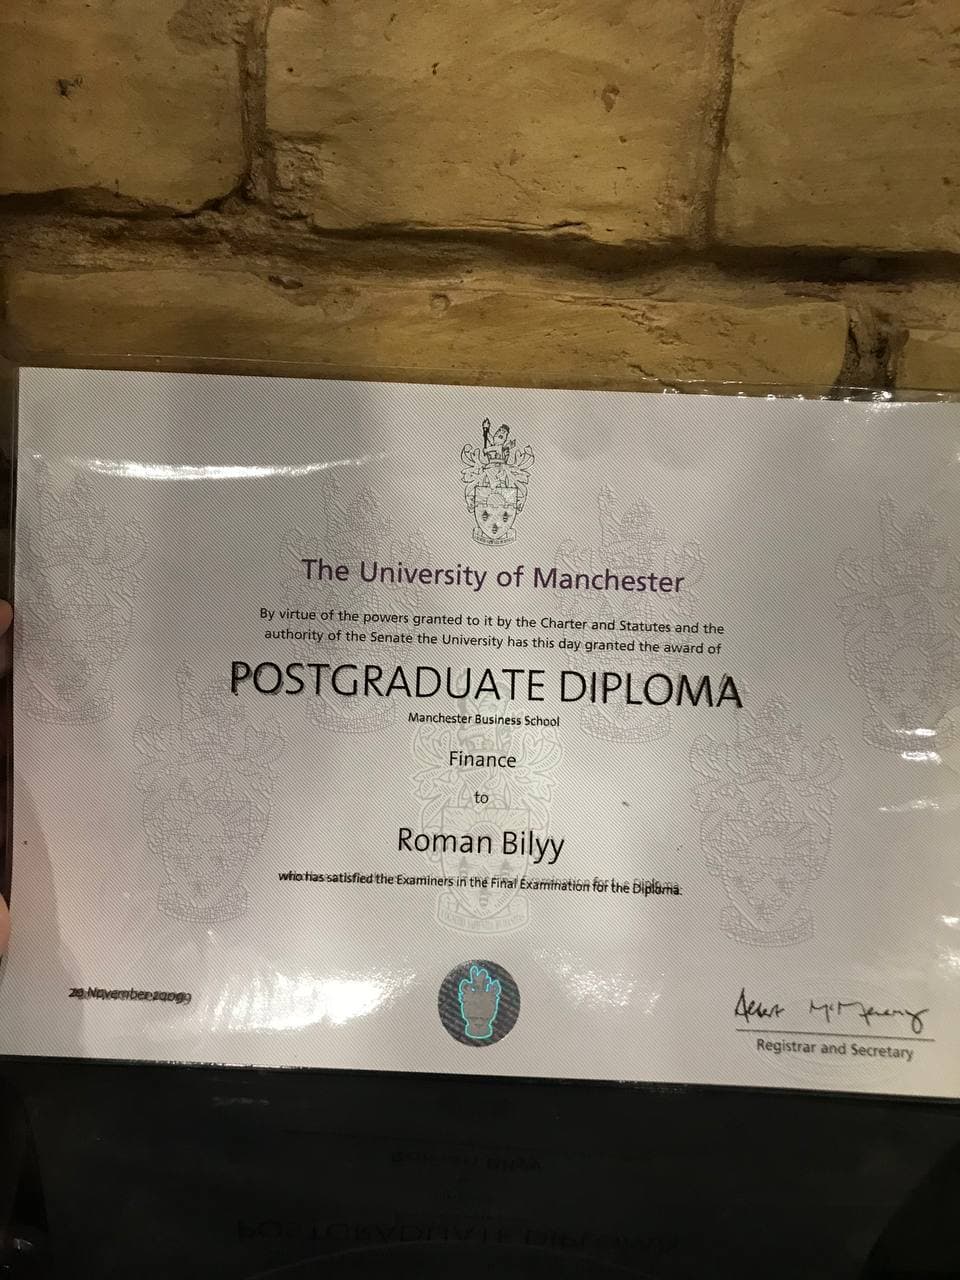 The University of Manchester
By virtue of the powers granted to it by the Charter and Statutes and the
authority of the Senate the University has this day granted the award of
POSTGRADUATE DIPLOMA
Manchester Business School
Finance
to
Roman Bilyy
who has satisfied the Examiners in the Final Examination for the Diploma.
November
Registrar and Secretary